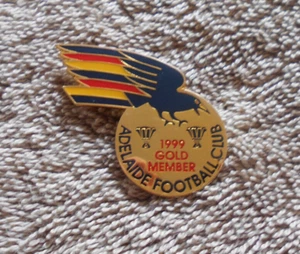 1999
GOLD
MEMBER
ADELAIDE FOOTBALL CLUB